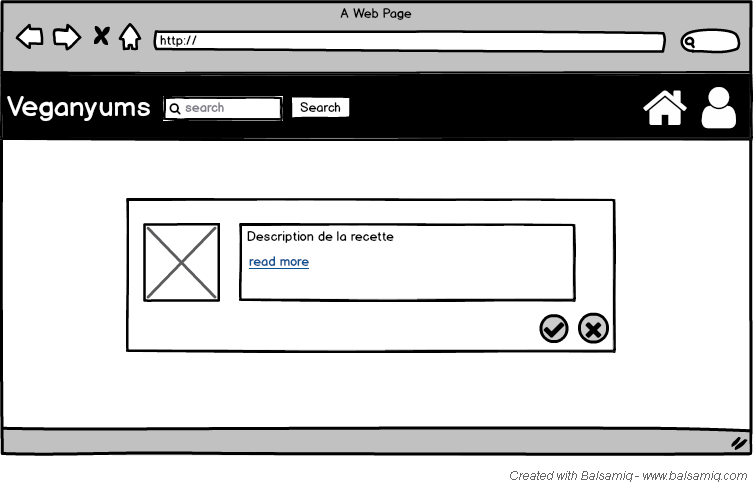 A Web Page
http://
Veganyums
search
Search
Description de la recette
read more
Created with Balsamiq - www.balsamiq.com